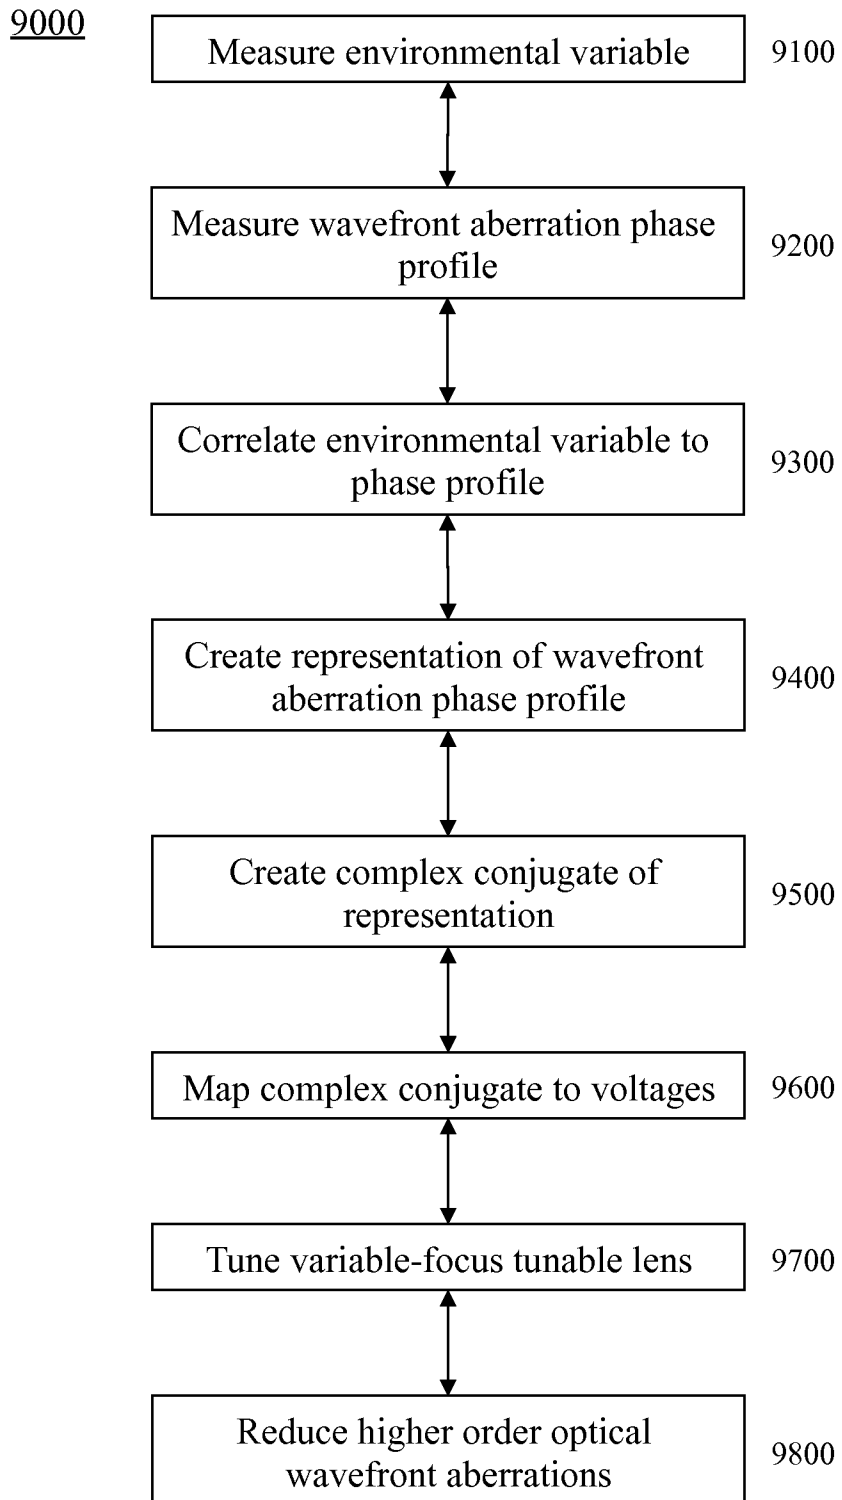 9000
Measure environmental variable
9100
Measure wavefront aberration phase
profile
9200
Correlate environmental variable to
phase profile
9300
Create representation of wavefront
aberration phase profile
9400
Create complex conjugate of
representation
9500
Map complex conjugate to voltages
9600
Tune variable-focus tunable lens
9700
Reduce higher order optical
wavefront aberrations
9800